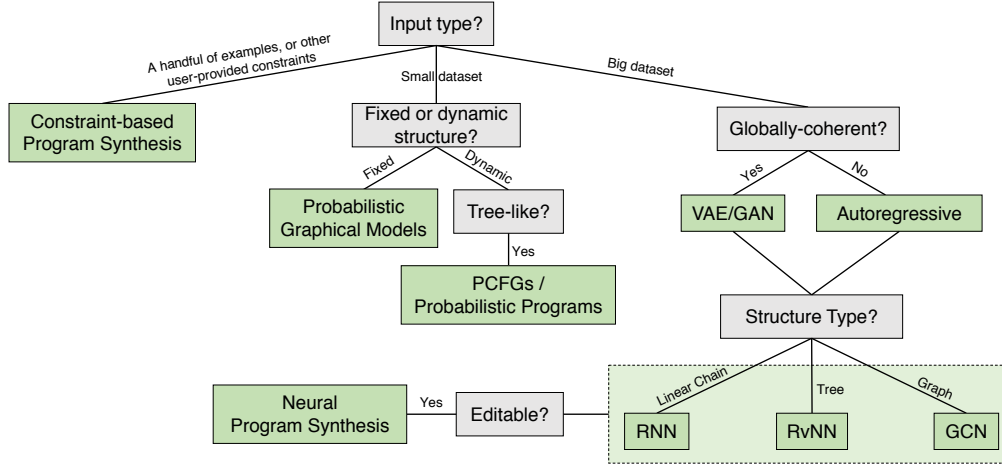 Input type?
A handful of examples, or other
user-provided constraints
Small dataset
Big dataset
Constraint-based
Program Synthesis
Fixed or dynamic
structure?
Globally-coherent?
Fixed
Dynamic
Yes
No
Probabilistic
Graphical Models
Tree-like?
VAE/GAN
Autoregressive
Yes
PCFGs /
Probabilistic Programs
Structure Type?
Linear Chain
Tree
Graph
Neural
Program Synthesis
Yes
Editable?
RNN
RvNN
GCN